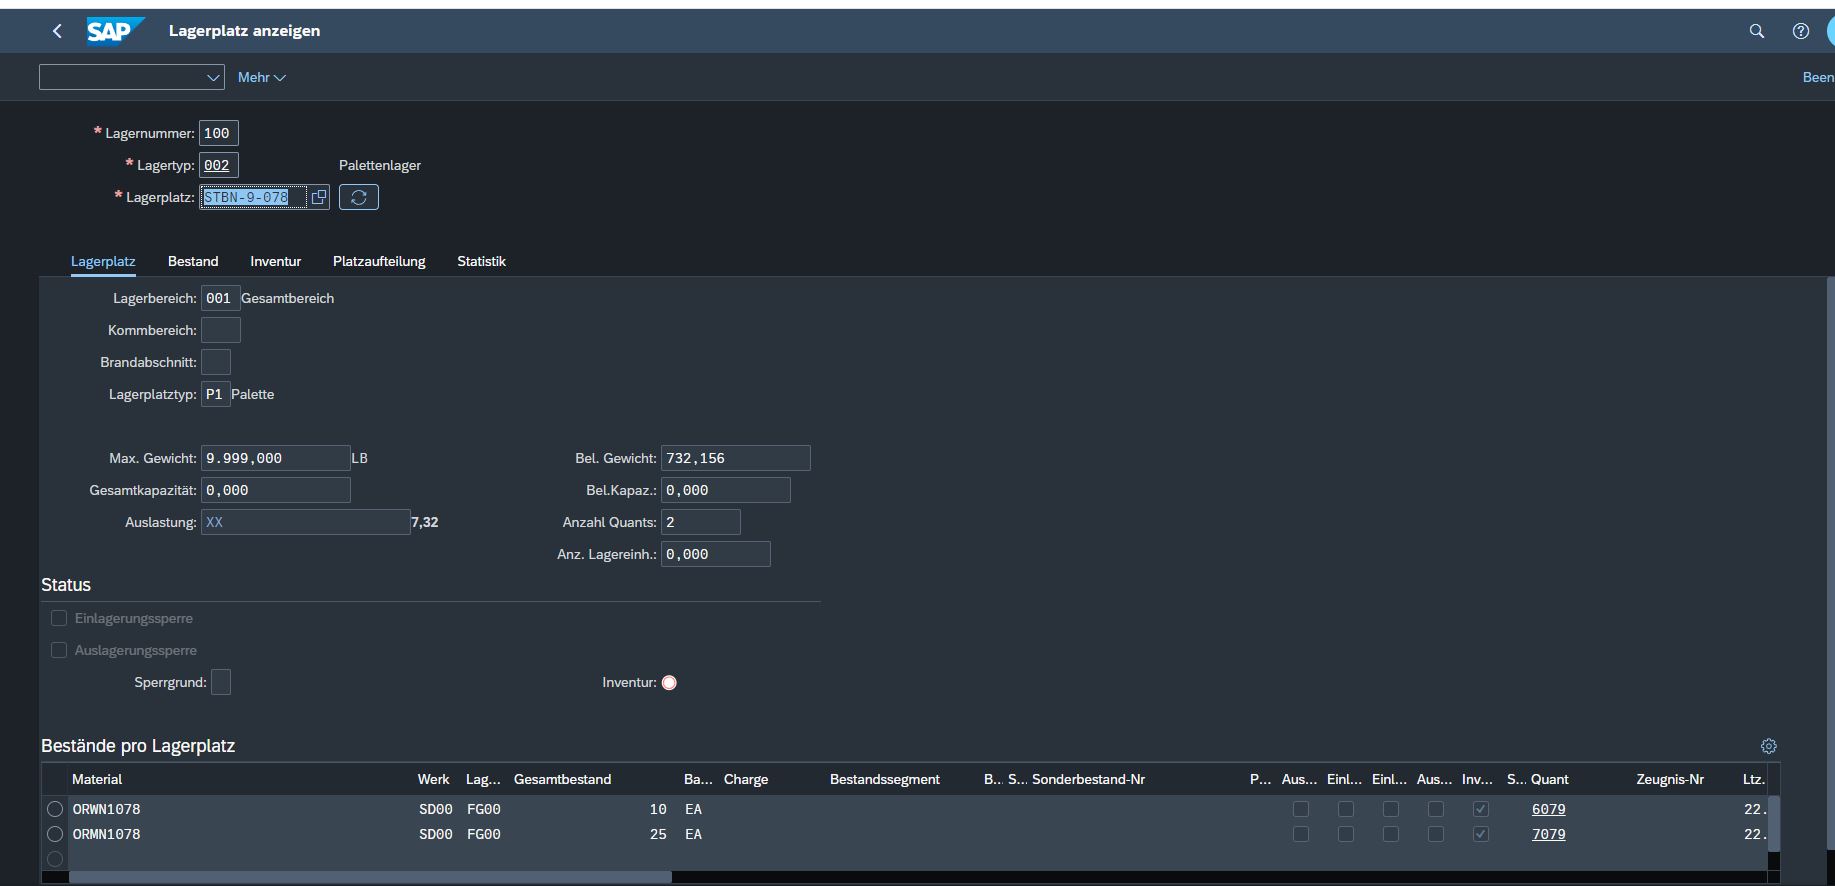 SAP Lagerplatz anzeigen
Mehr Been
* Lagernummer: 100
* Lagertyp: 002 Palettenlager
* Lagerplatz: STBN-9-078
Lagerplatz Bestand Inventur Platzaufteilung Statistik
Lagerbereich: 001 Gesamtbereich
Kommbereich:
Brandabschnitt:
Lagerplatztyp: P1 Palette
Max. Gewicht: 9.999,000 LB Bel. Gewicht: 732,156
Gesamtkapazität: 0,000 Bel.Kapaz.: 0,000
Auslastung: XX 7,32 Anzahl Quants: 2
Anz. Lagereinh.: 0,000
Status
Einlagerungssperre
Auslagerungssperre
Sperrgrund: Inventur:
Bestände pro Lagerplatz
Material Werk Lag... Gesamtbestand Ba... Charge Bestandssegment B... S... Sonderbestand-Nr P... Aus... Einl... Einl... Aus... Inv... S... Quant Zeugnis-Nr Ltz.
ORWN1078 SD00 FG00 10 EA 6079 22.
ORMN1078 SD00 FG00 25 EA 7079 22.